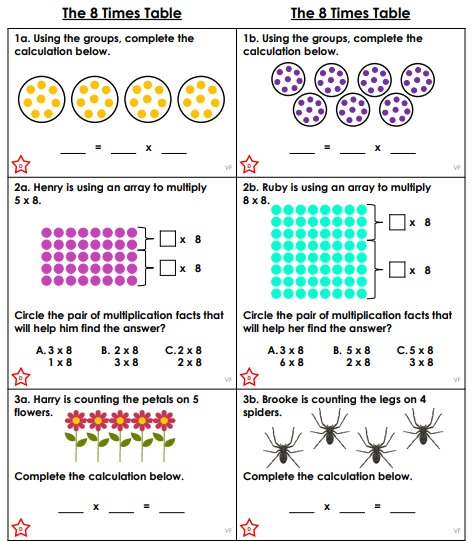 The 8 Times Table
The 8 Times Table
1a. Using the groups, complete the
calculation below.
___ = ___ x ___
D
VF
1b. Using the groups, complete the
calculation below.
___ = ___ x ___
D
VF
2a. Henry is using an array to multiply
5 x 8.
x 8
x 8
Circle the pair of multiplication facts that
will help him find the answer?
A. 3 x 8 B. 2 x 8 C. 2 x 8
1 x 8 3 x 8 2 x 8
D
VF
2b. Ruby is using an array to multiply
8 x 8.
x 8
x 8
Circle the pair of multiplication facts that
will help her find the answer?
A. 3 x 8 B. 5 x 8 C. 5 x 8
6 x 8 2 x 8 3 x 8
D
VF
3a. Harry is counting the petals on 5
flowers.
Complete the calculation below.
___ x ___ = ___
D
VF
3b. Brooke is counting the legs on 4
spiders.
Complete the calculation below.
___ x ___ = ___
D
VF